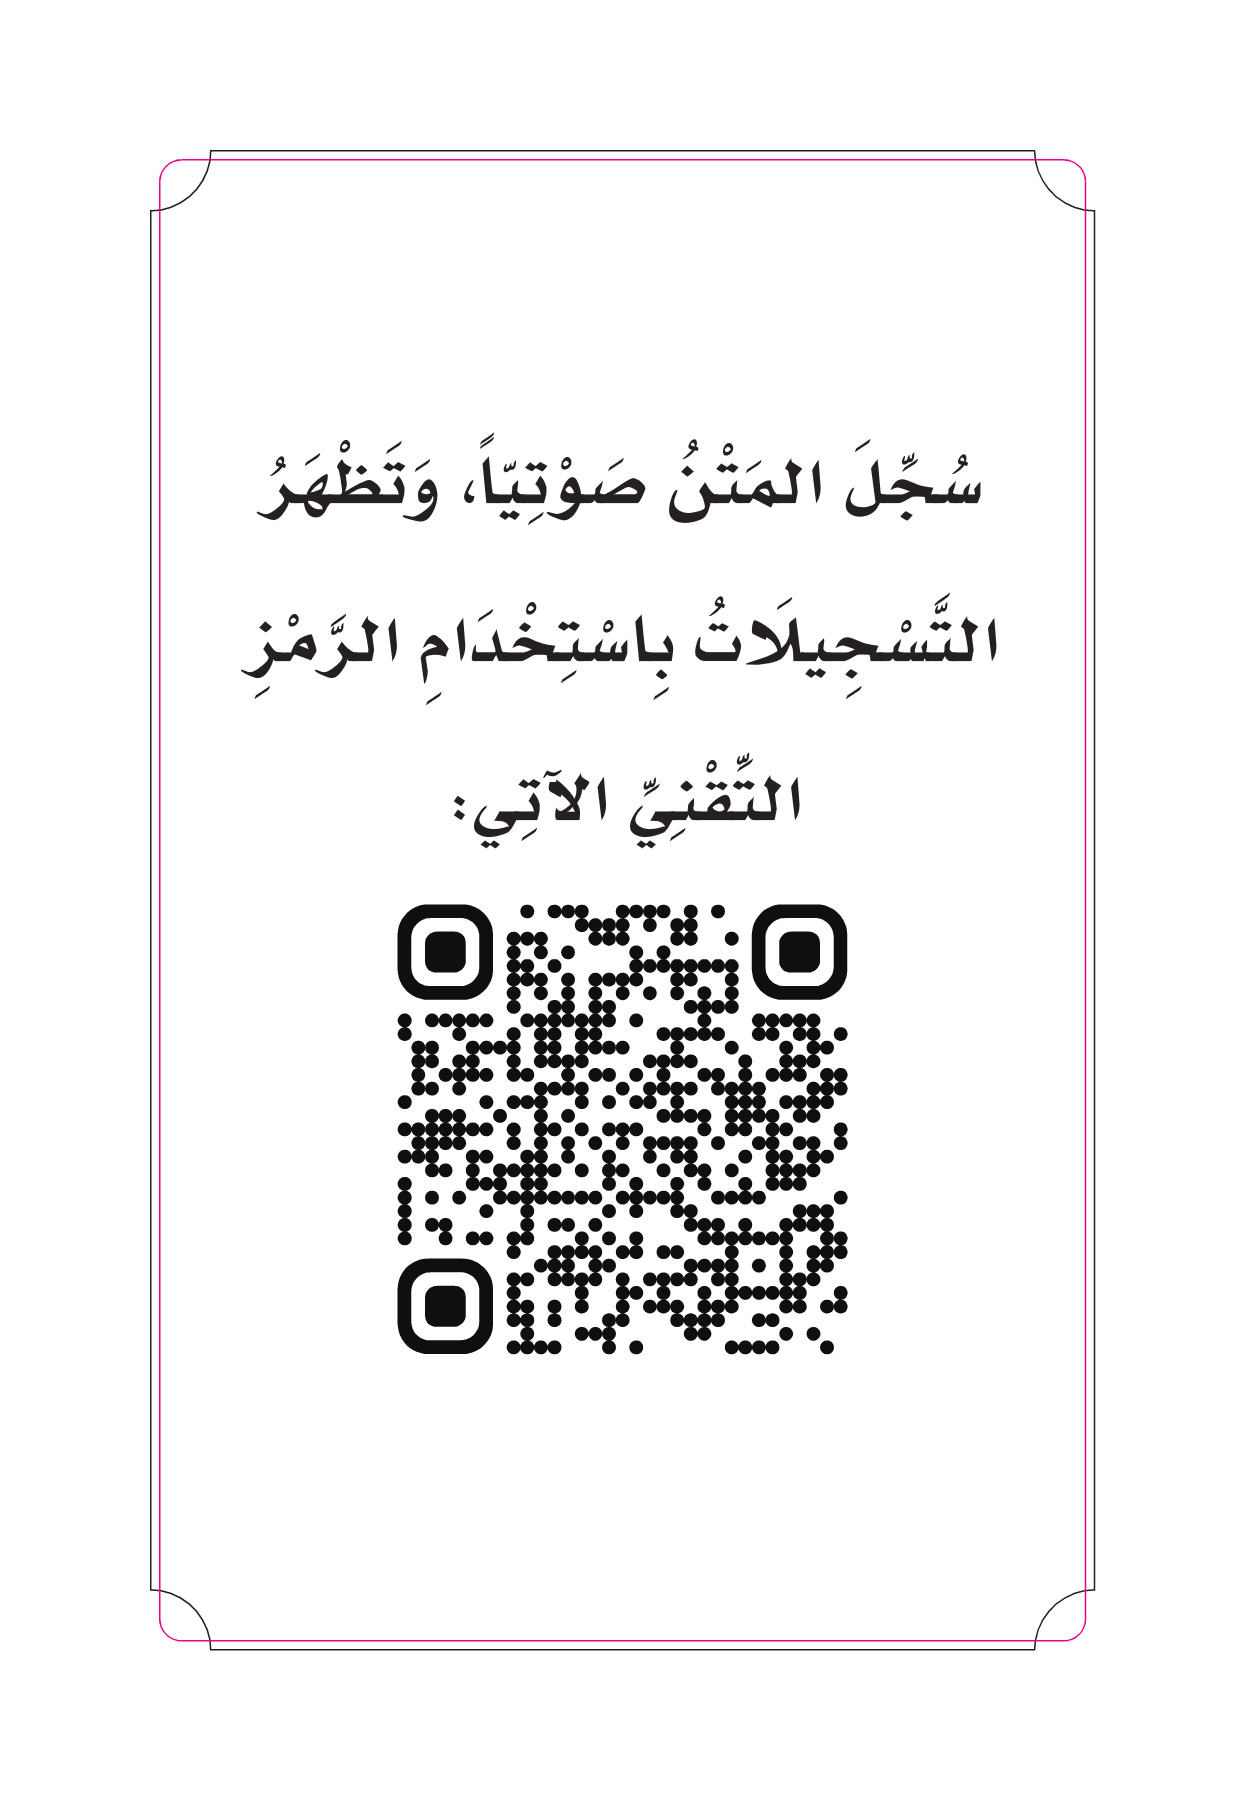 سُجِّلَ المَتْنُ صَوْتِيّاً، وَتَظْهَرُ
التَّسْجِيلَاتُ بِاسْتِخْدَامِ الرَّمْزِ
التِّقْنِيِّ الآتِي: